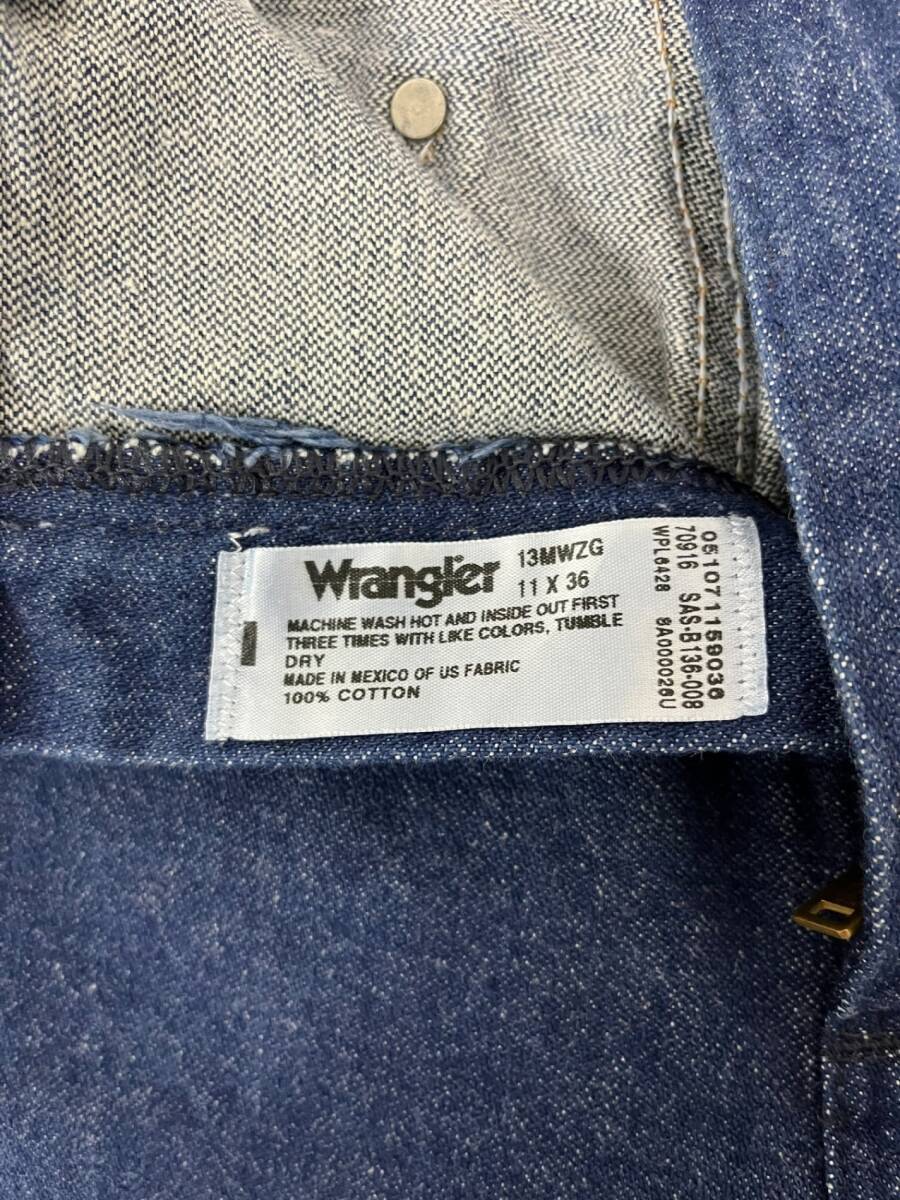 Wrangler
13MWZG
11 X 36
MACHINE WASH HOT AND INSIDE OUT FIRST
THREE TIMES WITH LIKE COLORS, TUMBLE
DRY
MADE IN MEXICO OF US FABRIC
100% COTTON
051071159036
70916 SAS-B136-008
WPL6428 8A000026U